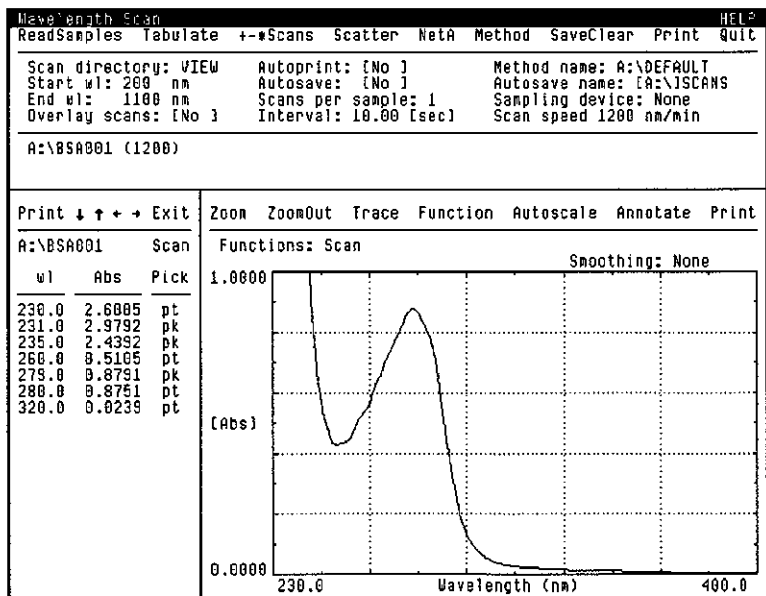 Wavelength Scan HELP
ReadSamples Tabulate +-*Scans Scatter NetA Method SaveClear Print Quit
Scan directory: VIEW Autoprint: [No ] Method name: A:\DEFAULT
Start wl: 200 nm Autosave: [No ] Autosave name: [A:\]SCANS
End wl: 1100 nm Scans per sample: 1 Sampling device: None
Overlay scans: [No ] Interval: 10.00 [sec] Scan speed 1200 nm/min
A:\BSA001 (1200)
Print ↓ ↑ ← → Exit
A:\BSA001 Scan
wl Abs Pick
230.0 2.6885 pt
231.0 2.9792 pk
235.0 2.4392 pt
260.0 0.5105 pt
279.0 0.8791 pk
280.0 0.8751 pt
320.0 0.0239 pt
Zoom ZoomOut Trace Function Autoscale Annotate Print
Functions: Scan
Smoothing: None
1.0000
[Abs]
0.0000
230.0 Wavelength (nm) 400.0